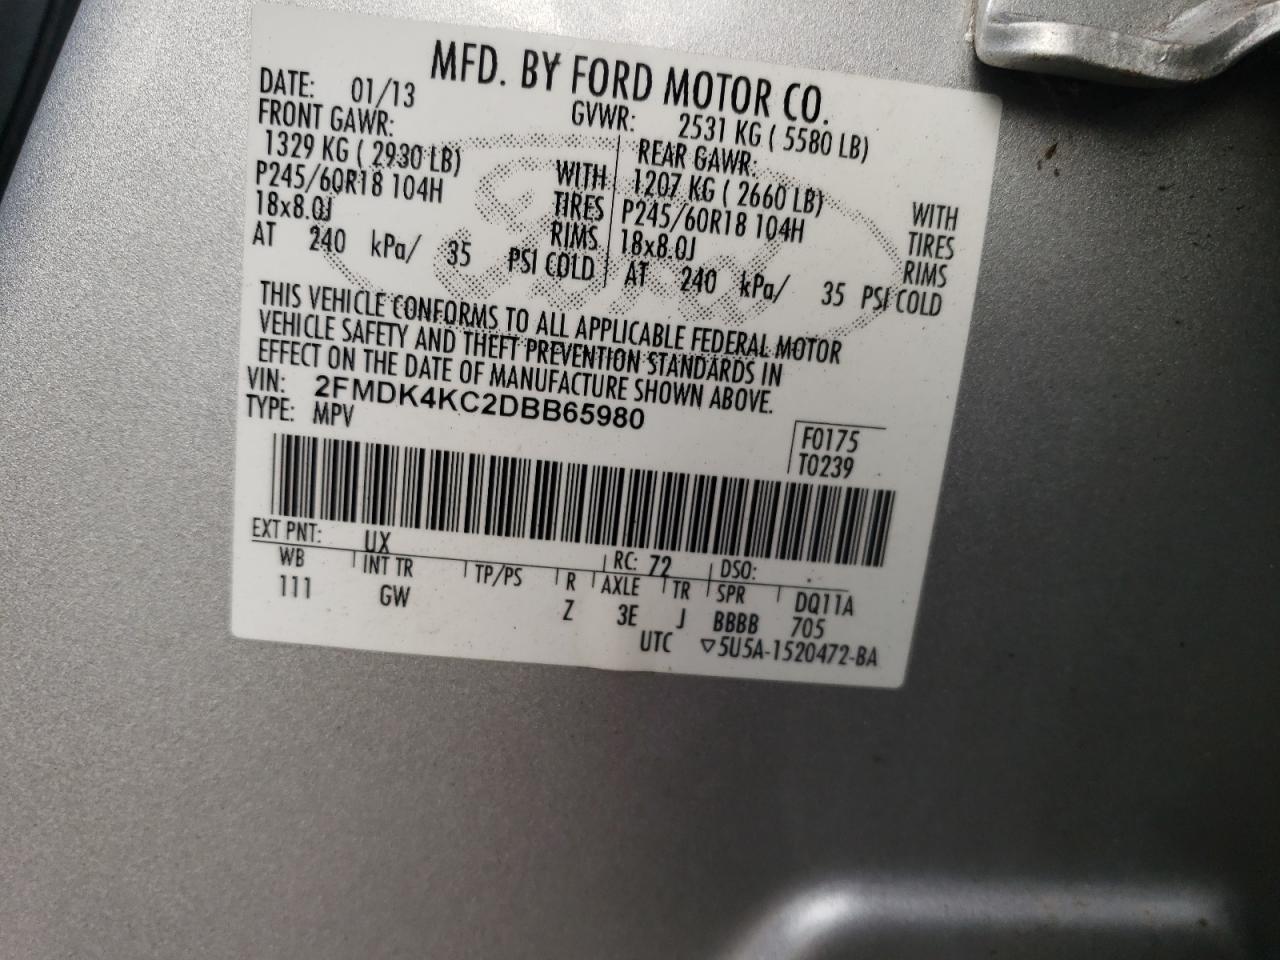 MFD. BY FORD MOTOR CO.
DATE: 01/13 GVWR: 2531 KG ( 5580 LB)
FRONT GAWR: REAR GAWR:
1329 KG ( 2930 LB) WITH 1207 KG ( 2660 LB) WITH
P245/60R18 104H TIRES P245/60R18 104H TIRES
18x8.0J RIMS 18x8.0J RIMS
AT 240 kPa/ 35 PSI COLD AT 240 kPa/ 35 PSI COLD
THIS VEHICLE CONFORMS TO ALL APPLICABLE FEDERAL MOTOR
VEHICLE SAFETY AND THEFT PREVENTION STANDARDS IN
EFFECT ON THE DATE OF MANUFACTURE SHOWN ABOVE.
VIN: 2FMDK4KC2DBB65980
TYPE: MPV
F0175
T0239
EXT PNT: UX RC: 72 DSO:
WB INT TR TP/PS R AXLE TR SPR DQ11A
111 GW Z 3E J BBBB 705
UTC ▽5U5A-1520472-BA